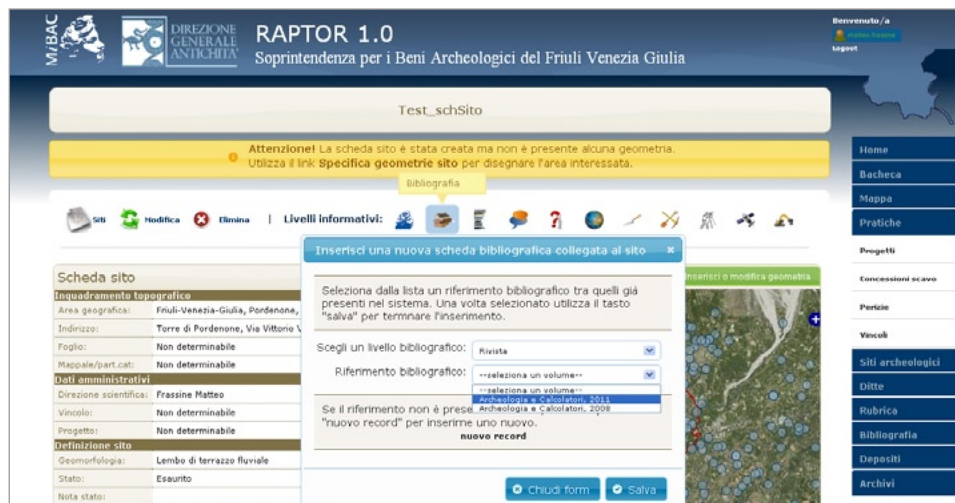 MiBAC
DIREZIONE
GENERALE
ANTICHITA'
RAPTOR 1.0
Soprintendenza per i Beni Archeologici del Friuli Venezia Giulia
Benvenuto/a
Logout
Test_schSito
Attenzione! La scheda sito è stata creata ma non è presente alcuna geometria.
Utilizza il link Specifica geometrie sito per disegnare l'area interessata.
Bibliografia
Siti Modifica Elimina | Livelli informativi:
Inserisci una nuova scheda bibliografica collegata al sito
Inserisci o modifica geometria
Scheda sito
Inquadramento topografico
Area geografica: Friuli-Venezia-Giulia, Pordenone,
Indirizzo: Torre di Pordenone, Via Vittorio V
Foglio: Non determinabile
Mappale/part.cat: Non determinabile
Dati amministrativi
Direzione scientifica: Frassine Matteo
Vincolo: Non determinabile
Progetto: Non determinabile
Definizione sito
Geomorfologia: Lembo di terrazzo fluviale
Stato: Esaurito
Nota stato:
Seleziona dalla lista un riferimento bibliografico tra quelli già
presenti nel sistema. Una volta selezionato utilizza il tasto
"salva" per termnare l'inserimento.
Scegli un livello bibliografico: Rivista
Riferimento bibliografico: --seleziona un volume--
--seleziona un volume--
Archeologia e Calcolatori, 2011
Archeologia e Calcolatori, 2008
Se il riferimento non è prese
"nuovo record" per inserirne uno nuovo.
nuovo record
Chiudi form
Salva
Home
Bacheca
Mappa
Pratiche
Progetti
Concessioni scavo
Perizie
Vincoli
Siti archeologici
Ditte
Rubrica
Bibliografia
Depositi
Archivi